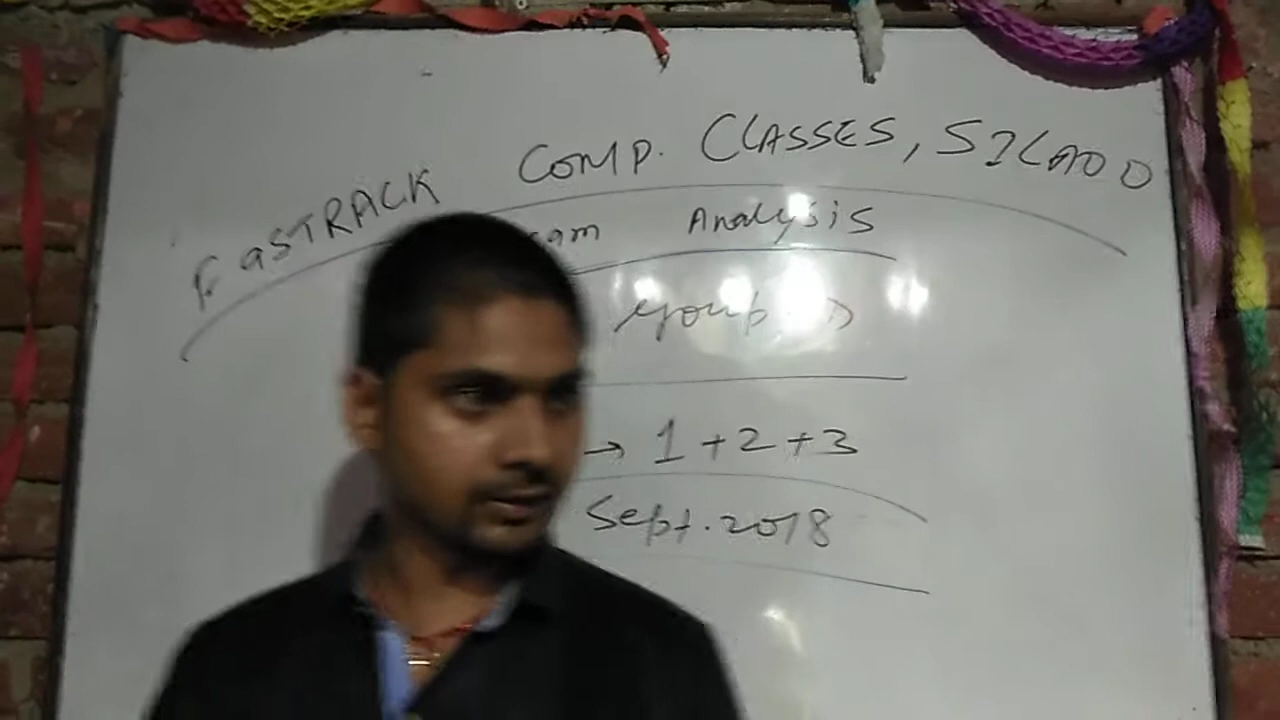 FasTRACK COMP. CLASSES, SILAO
Analysis
group D
→ 1+2+3
Sept. 2018